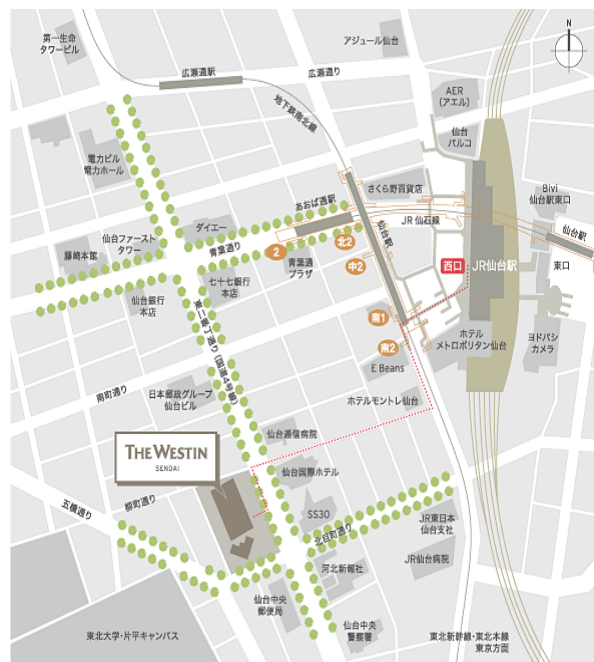 第一生命
タワービル
アジュール仙台
N
広瀬通駅
広瀬通り
地下鉄南北線
AER
(アエル)
仙台
パルコ
電力ビル
電力ホール
さくら野百貨店
Bivi
仙台駅東口
あおば通駅
ダイエー
JR 仙石線
仙台駅
仙台駅
仙台ファースト
タワー
藤崎本館
青葉通り
北2
2
青葉通
プラザ
中2
西口
JR仙台駅
東口
七十七銀行
本店
仙台銀行
本店
東二番丁通り(国道4号線)
南1
南2
ホテル
メトロポリタン仙台
ヨドバシ
カメラ
E Beans
南町通り
日本郵政グループ
仙台ビル
ホテルモントレ仙台
仙台逓信病院
THE WESTIN
SENDAI
仙台国際ホテル
柳町通り
五橋通り
SS30
北目町通り
JR東日本
仙台支社
JR仙台病院
河北新報社
仙台中央
郵便局
仙台中央
警察署
東北大学・片平キャンパス
東北新幹線・東北本線
東京方面